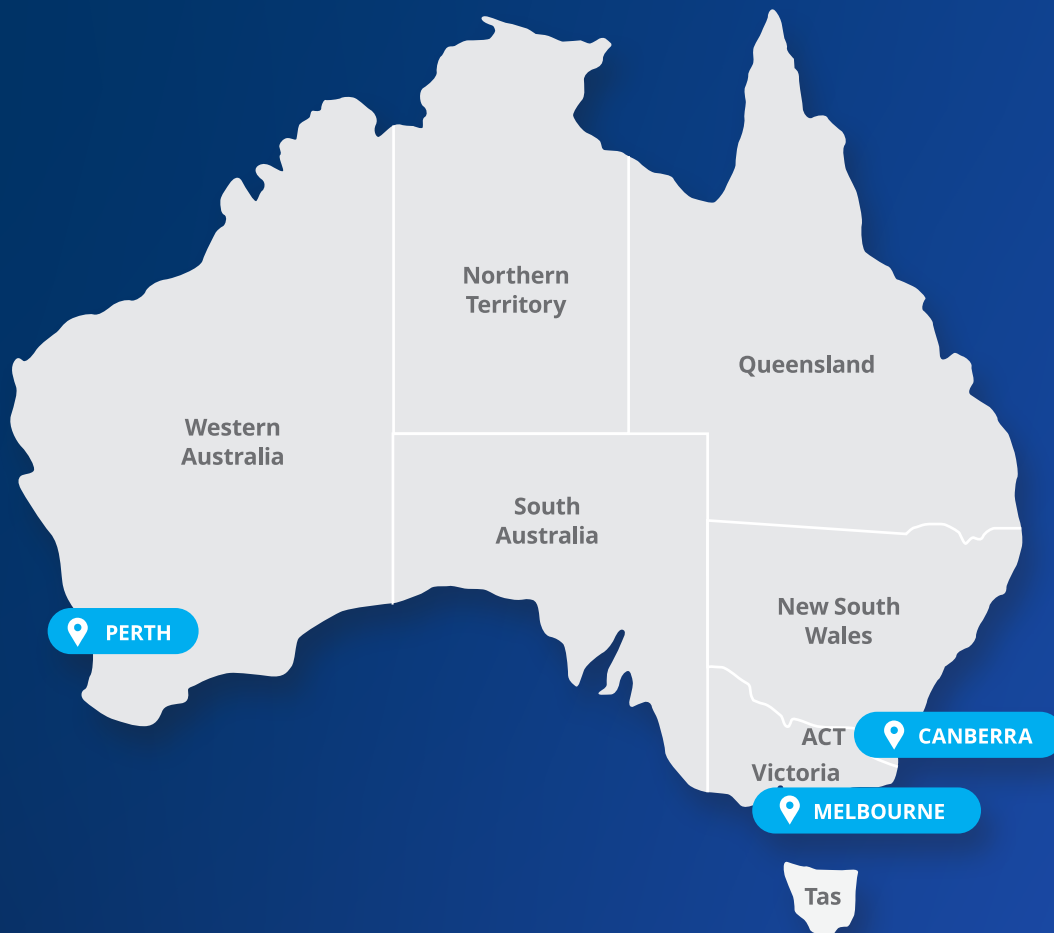 Northern
Territory
Queensland
Western
Australia
South
Australia
New South
Wales
PERTH
ACT
CANBERRA
Victoria
MELBOURNE
Tas